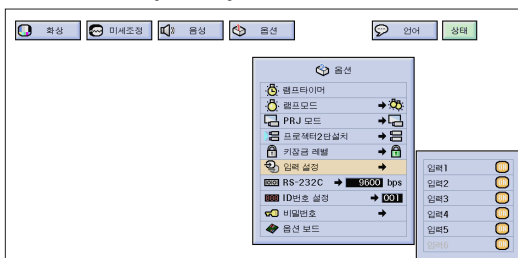 화상 미세조정 음성 옵션 언어 상태
옵션
램프타이머
램프모드
PRJ 모드
프로젝터2단설치
키잠금 레벨
입력 설정
RS-232C 9600 bps
ID번호 설정 001
비밀번호
옵션 보드
입력1
입력2
입력3
입력4
입력5
입력6